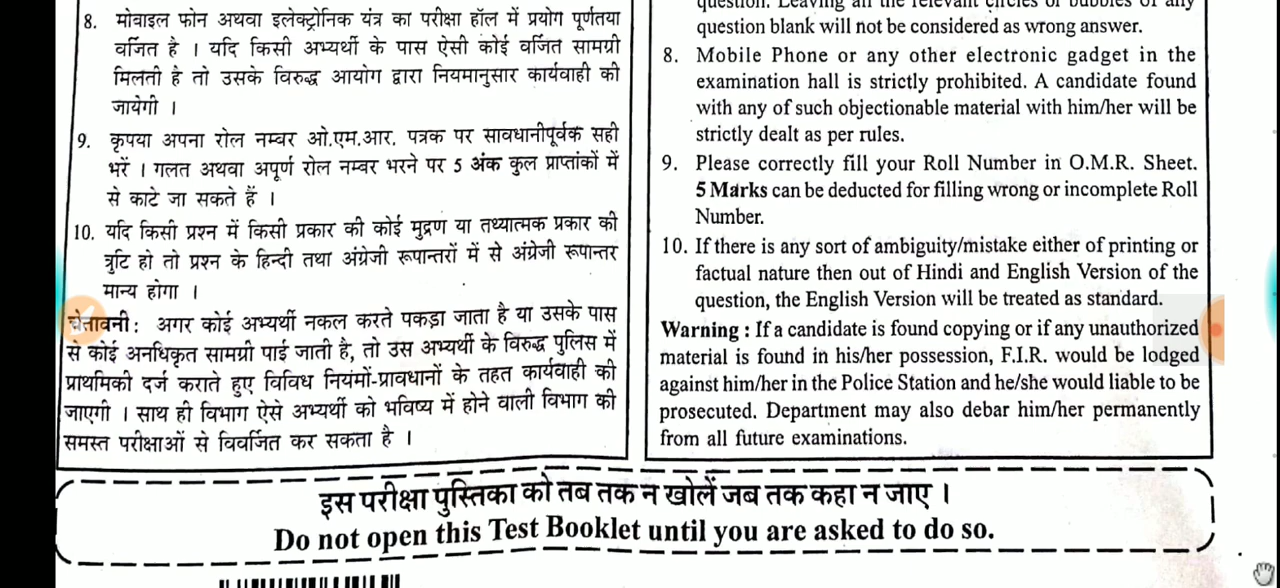 8. मोबाइल फोन अथवा इलेक्ट्रोनिक यंत्र का परीक्षा हॉल में प्रयोग पूर्णतया
वर्जित है । यदि किसी अभ्यर्थी के पास ऐसी कोई वर्जित सामग्री
मिलती है तो उसके विरुद्ध आयोग द्वारा नियमानुसार कार्यवाही की
जायेगी ।
9. कृपया अपना रोल नम्बर ओ.एम.आर. पत्रक पर सावधानीपूर्वक सही
भरें । गलत अथवा अपूर्ण रोल नम्बर भरने पर 5 अंक कुल प्राप्तांकों में
से काटे जा सकते हैं ।
10. यदि किसी प्रश्न में किसी प्रकार की कोई मुद्रण या तथ्यात्मक प्रकार की
त्रुटि हो तो प्रश्न के हिन्दी तथा अंग्रेजी रूपान्तरों में से अंग्रेजी रूपान्तर
मान्य होगा ।
चेतावनी : अगर कोई अभ्यर्थी नकल करते पकड़ा जाता है या उसके पास
से कोई अनधिकृत सामग्री पाई जाती है, तो उस अभ्यर्थी के विरुद्ध पुलिस में
प्राथमिकी दर्ज कराते हुए विविध नियमों-प्रावधानों के तहत कार्यवाही की
जाएगी । साथ ही विभाग ऐसे अभ्यर्थी को भविष्य में होने वाली विभाग की
समस्त परीक्षाओं से विवर्जित कर सकता है ।
question. Leaving all the relevant circles or bubbles of any
question blank will not be considered as wrong answer.
8. Mobile Phone or any other electronic gadget in the
examination hall is strictly prohibited. A candidate found
with any of such objectionable material with him/her will be
strictly dealt as per rules.
9. Please correctly fill your Roll Number in O.M.R. Sheet.
5 Marks can be deducted for filling wrong or incomplete Roll
Number.
10. If there is any sort of ambiguity/mistake either of printing or
factual nature then out of Hindi and English Version of the
question, the English Version will be treated as standard.
Warning : If a candidate is found copying or if any unauthorized
material is found in his/her possession, F.I.R. would be lodged
against him/her in the Police Station and he/she would liable to be
prosecuted. Department may also debar him/her permanently
from all future examinations.
इस परीक्षा पुस्तिका को तब तक न खोलें जब तक कहा न जाए ।
Do not open this Test Booklet until you are asked to do so.